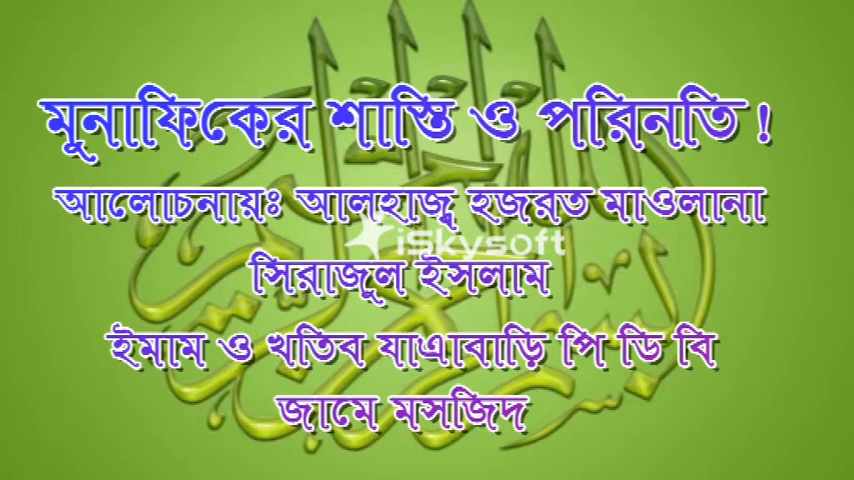 মুনাফিকের শাস্তি ও পরিনতি !
আলোচনায়ঃ আলহাজ্ব হজরত মাওলানা
iSkysoft
সিরাজুল ইসলাম
ইমাম ও খতিব যাএাবাড়ি পি ডি বি
জামে মসজিদ